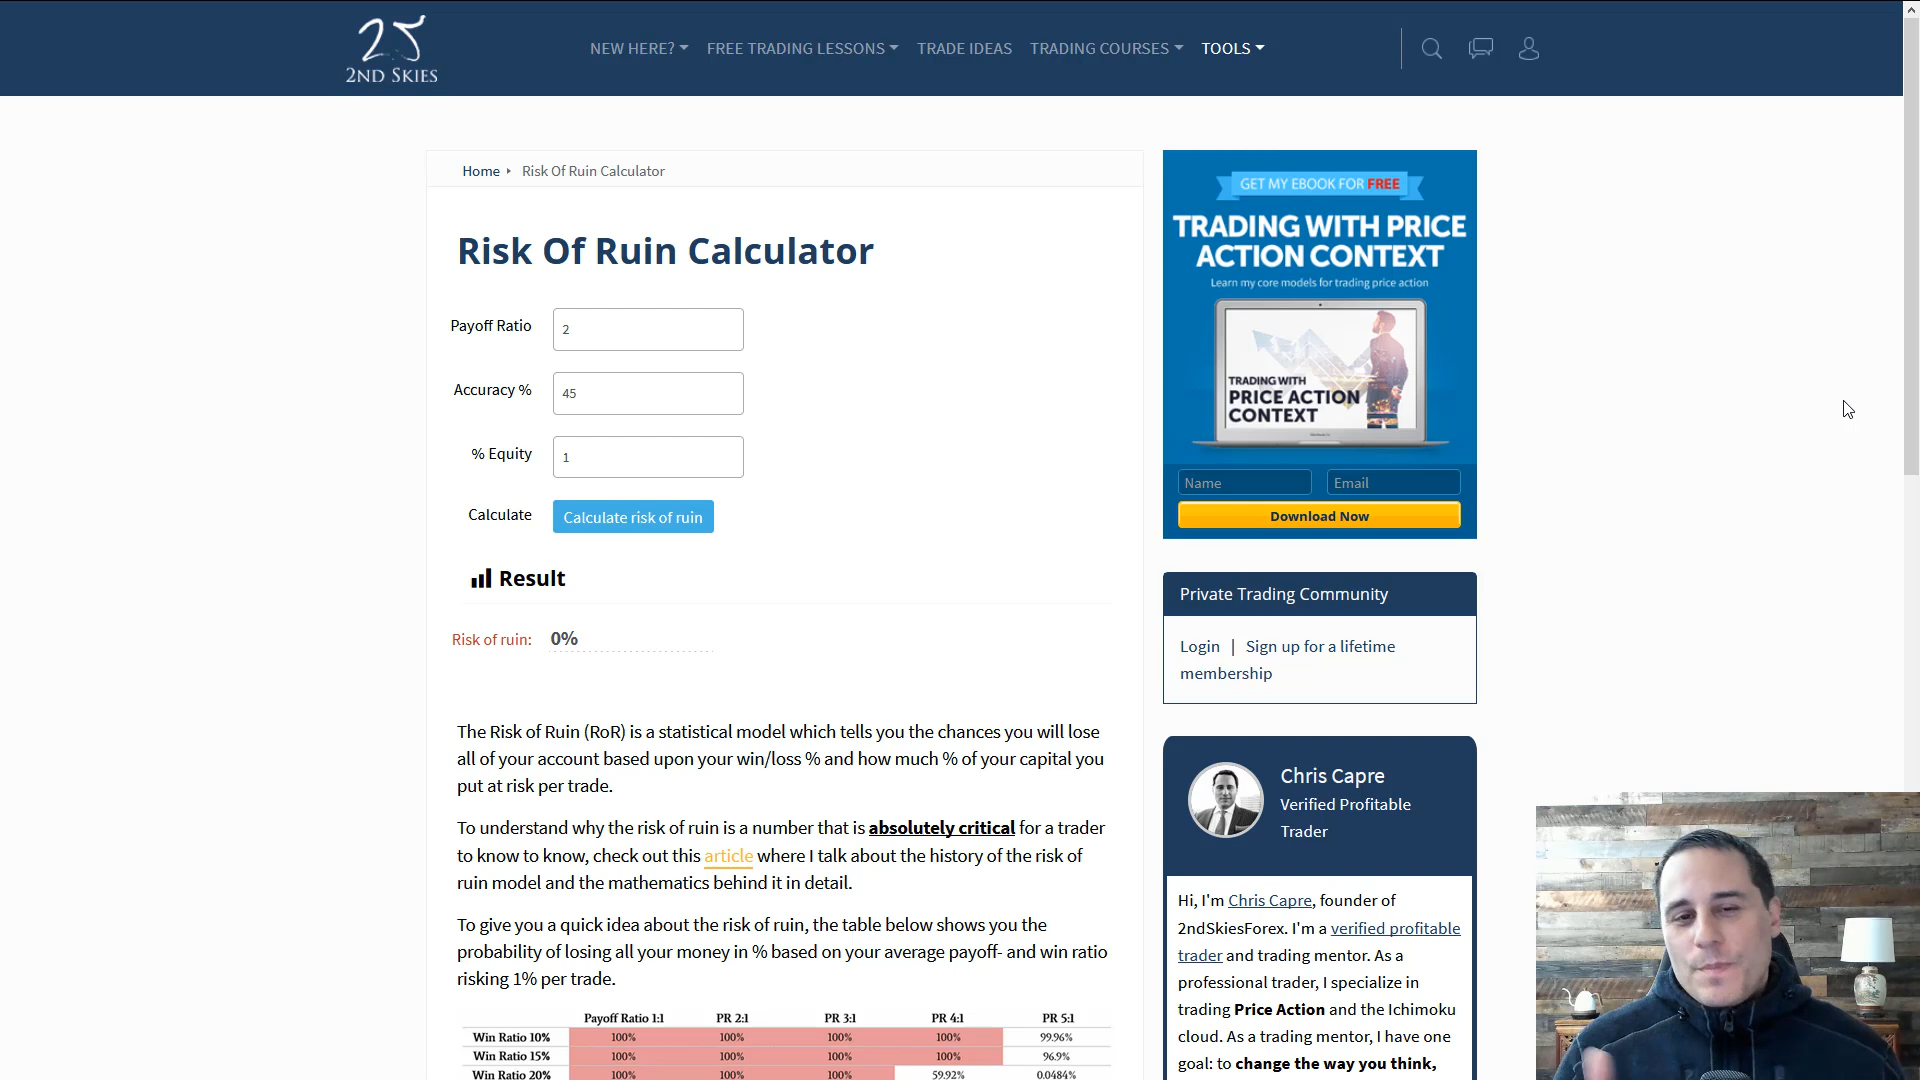 2ND SKIES
NEW HERE?
FREE TRADING LESSONS
TRADE IDEAS
TRADING COURSES
TOOLS
Home
Risk Of Ruin Calculator
Risk Of Ruin Calculator
Payoff Ratio
2
Accuracy %
45
% Equity
1
Calculate
Calculate risk of ruin
Result
Risk of ruin: 0%
The Risk of Ruin (RoR) is a statistical model which tells you the chances you will lose
all of your account based upon your win/loss % and how much % of your capital you
put at risk per trade.
To understand why the risk of ruin is a number that is absolutely critical for a trader
to know to know, check out this article where I talk about the history of the risk of
ruin model and the mathematics behind it in detail.
To give you a quick idea about the risk of ruin, the table below shows you the
probability of losing all your money in % based on your average payoff- and win ratio
risking 1% per trade.
Payoff Ratio 1:1 PR 2:1 PR 3:1 PR 4:1 PR 5:1
Win Ratio 10% 100% 100% 100% 100% 99.96%
Win Ratio 15% 100% 100% 100% 100% 96.9%
Win Ratio 20% 100% 100% 100% 59.92% 0.0484%
GET MY EBOOK FOR FREE
TRADING WITH PRICE
ACTION CONTEXT
Learn my core models for trading price action
TRADING WITH
PRICE ACTION
CONTEXT
Name
Email
Download Now
Private Trading Community
Login | Sign up for a lifetime
membership
Chris Capre
Verified Profitable
Trader
Hi, I'm Chris Capre, founder of
2ndSkiesForex. I'm a verified profitable
trader and trading mentor. As a
professional trader, I specialize in
trading Price Action and the Ichimoku
cloud. As a trading mentor, I have one
goal: to change the way you think,